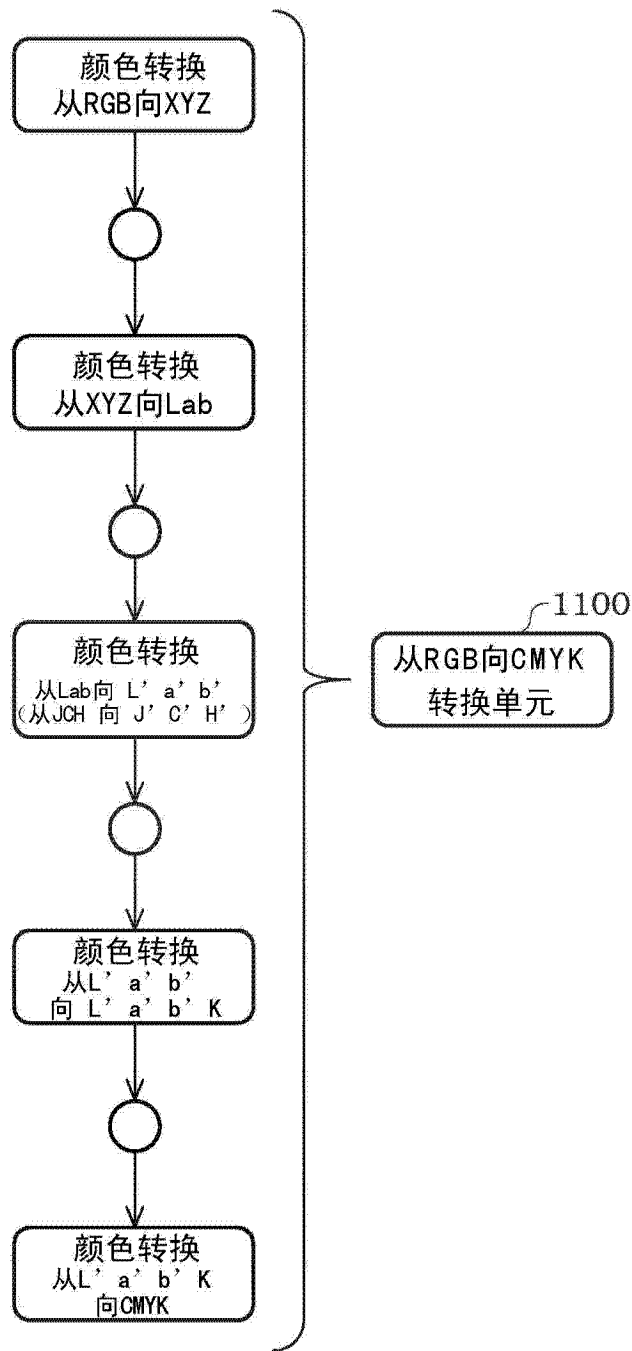 颜色转换
从RGB向XYZ
颜色转换
从XYZ向Lab
颜色转换
从Lab向 L' a' b'
(从JCH 向 J' C' H' )
颜色转换
从L' a' b'
向 L' a' b' K
颜色转换
从L' a' b' K
向CMYK
1100
从RGB向CMYK
转换单元